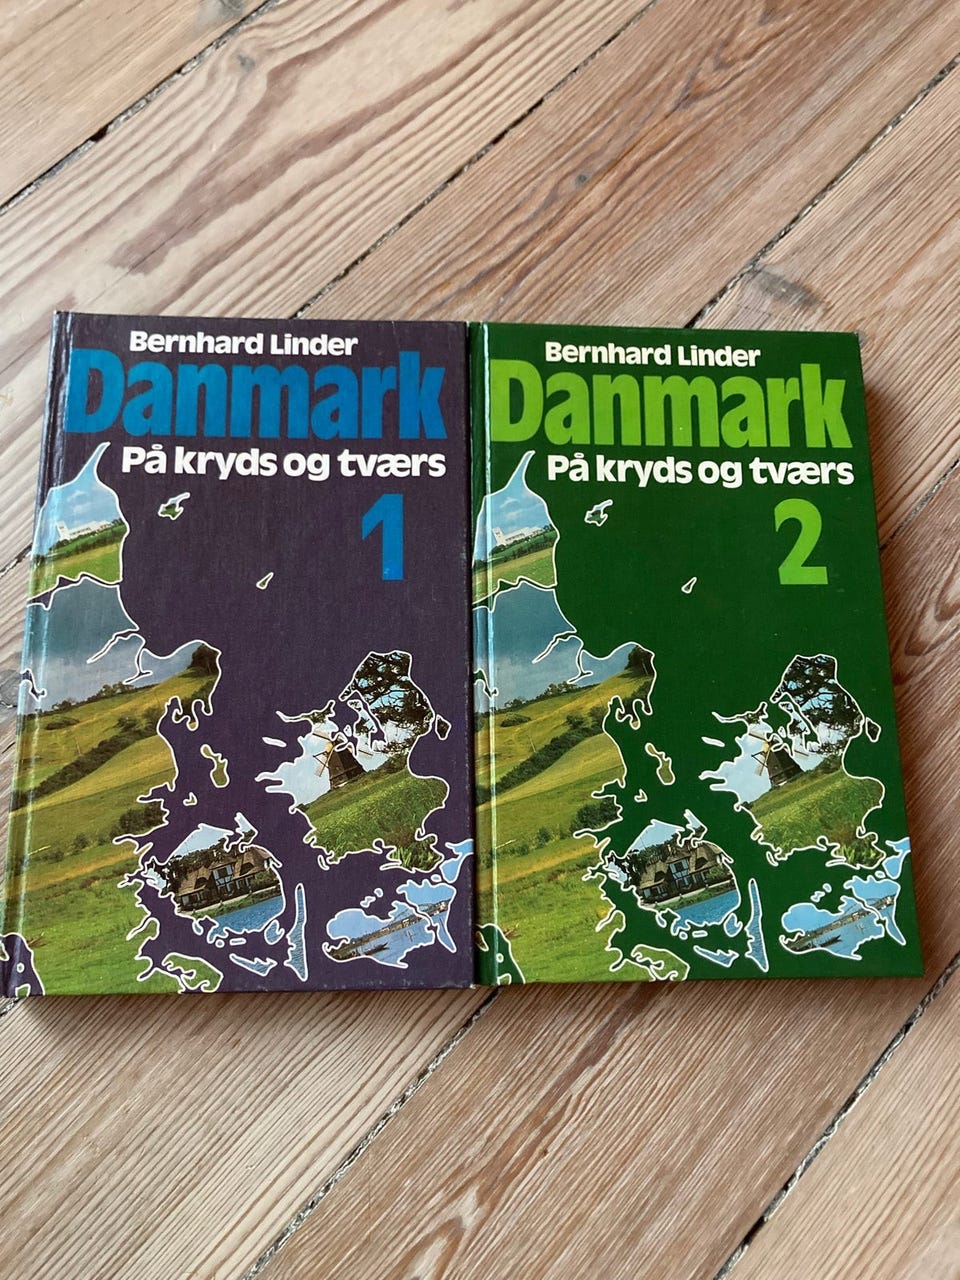 Bernhard Linder
Danmark
På kryds og tværs
1
Bernhard Linder
Danmark
På kryds og tværs
2